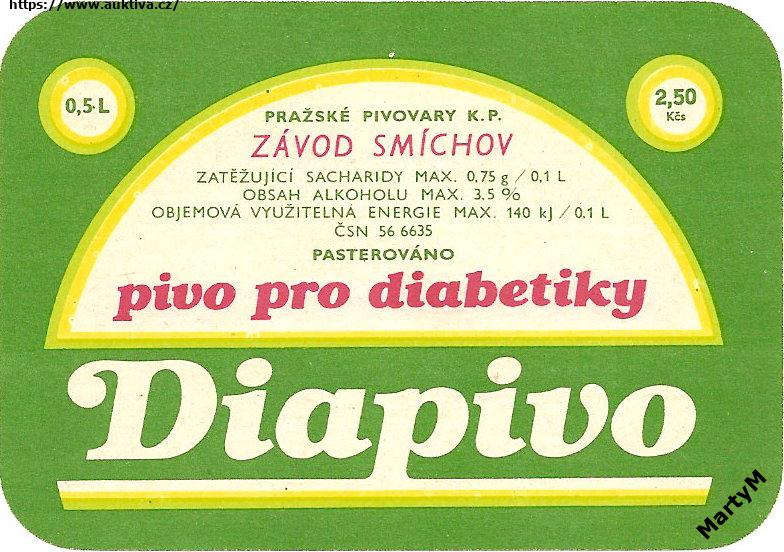 https://www.auktiva.cz/
0,5 L
2,50
Kčs
PRAŽSKÉ PIVOVARY K.P.
ZÁVOD SMÍCHOV
ZATĚŽUJÍCÍ SACHARIDY MAX. 0,75 g / 0,1 L
OBSAH ALKOHOLU MAX. 3,5 %
OBJEMOVÁ VYUŽITELNÁ ENERGIE MAX. 140 kJ / 0,1 L
ČSN 56 6635
PASTEROVÁNO
pivo pro diabetiky
Diapivo
MartyM